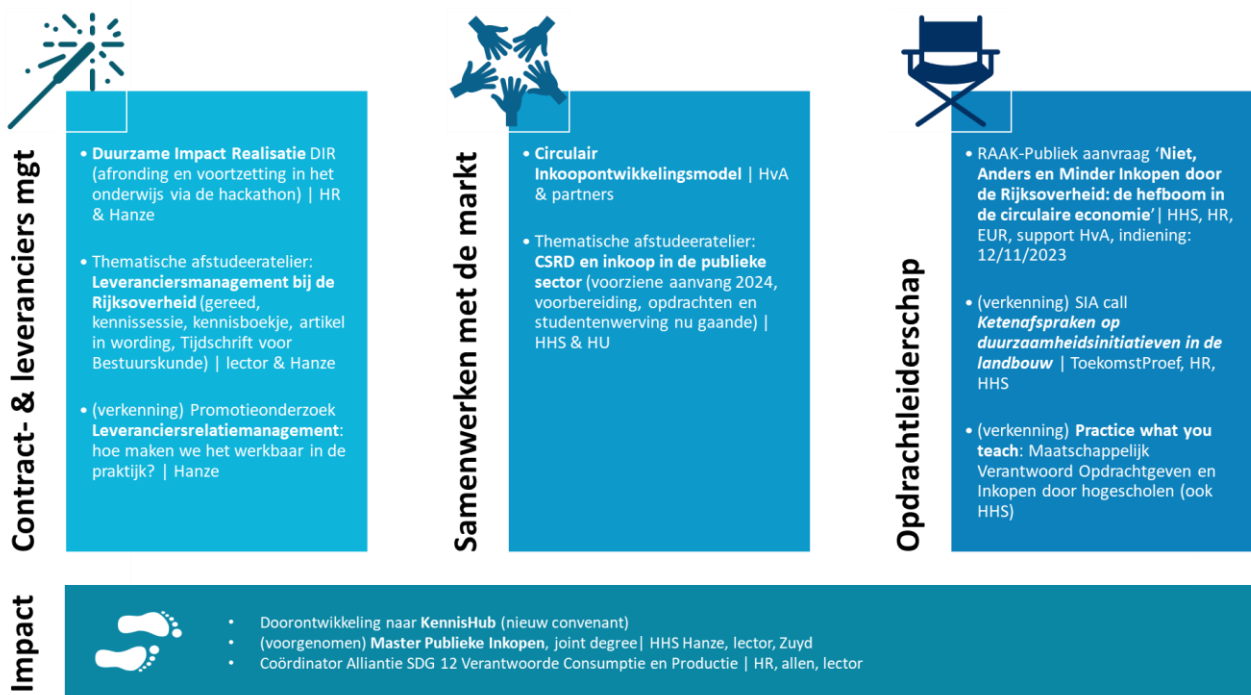 Contract- & leveranciers mgt
• Duurzame Impact Realisatie DIR
(afronding en voortzetting in het
onderwijs via de hackathon) | HR
& Hanze
• Thematische afstudeeratelier:
Leveranciersmanagement bij de
Rijksoverheid (gereed,
kennissessie, kennisboekje, artikel
in wording, Tijdschrift voor
Bestuurskunde) | lector & Hanze
• (verkenning) Promotieonderzoek
Leveranciersrelatiemanagement:
hoe maken we het werkbaar in de
praktijk? | Hanze
Samenwerken met de markt
• Circulair
Inkoopontwikkelingsmodel | HvA
& partners
• Thematische afstudeeratelier:
CSRD en inkoop in de publieke
sector (voorziene aanvang 2024,
voorbereiding, opdrachten en
studentenwerving nu gaande) |
HHS & HU
Opdrachtleiderschap
• RAAK-Publiek aanvraag ‘Niet,
Anders en Minder Inkopen door
de Rijksoverheid: de hefboom in
de circulaire economie’| HHS, HR,
EUR, support HvA, indiening:
12/11/2023
• (verkenning) SIA call
Ketenafspraken op
duurzaamheidsinitiatieven in de
landbouw | ToekomstProef, HR,
HHS
• (verkenning) Practice what you
teach: Maatschappelijk
Verantwoord Opdrachtgeven en
Inkopen door hogescholen (ook
HHS)
Impact
• Doorontwikkeling naar KennisHub (nieuw convenant)
• (voorgenomen) Master Publieke Inkopen, joint degree| HHS Hanze, lector, Zuyd
• Coördinator Alliantie SDG 12 Verantwoorde Consumptie en Productie | HR, allen, lector